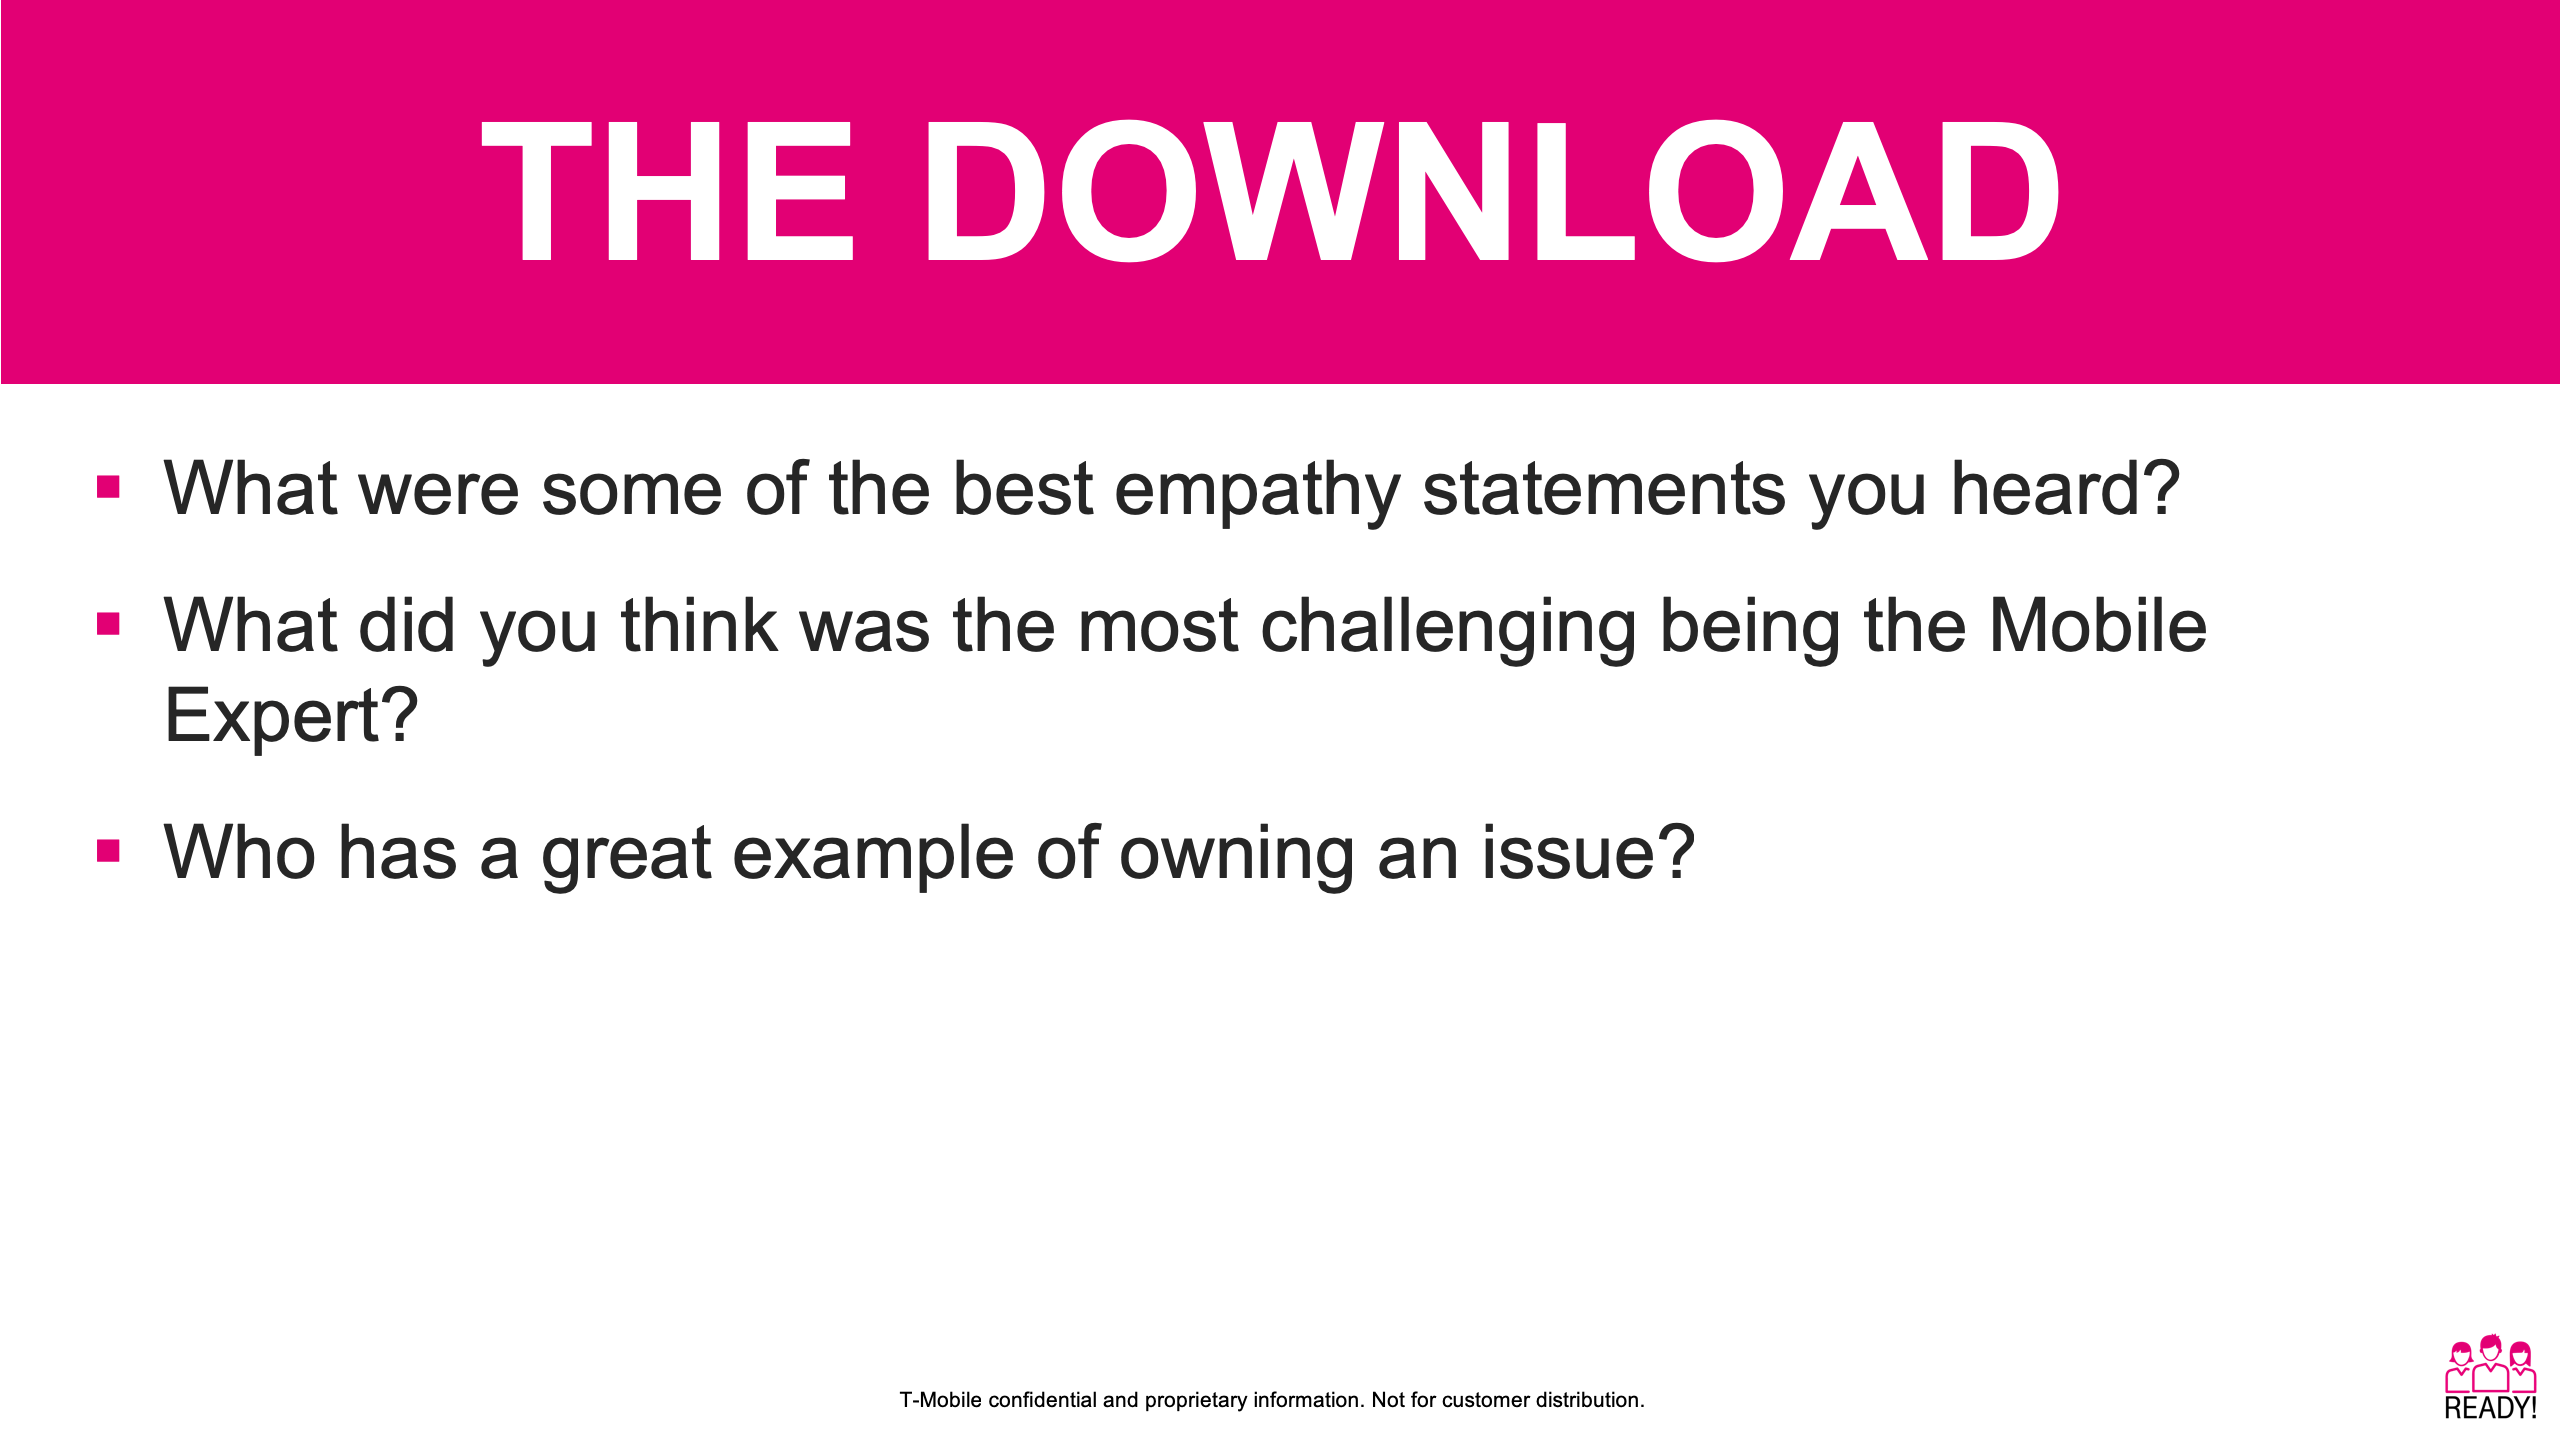 THE DOWNLOAD
What were some of the best empathy statements you heard?
What did you think was the most challenging being the Mobile
Expert?
Who has a great example of owning an issue?
T-Mobile confidential and proprietary information. Not for customer distribution.
READY!